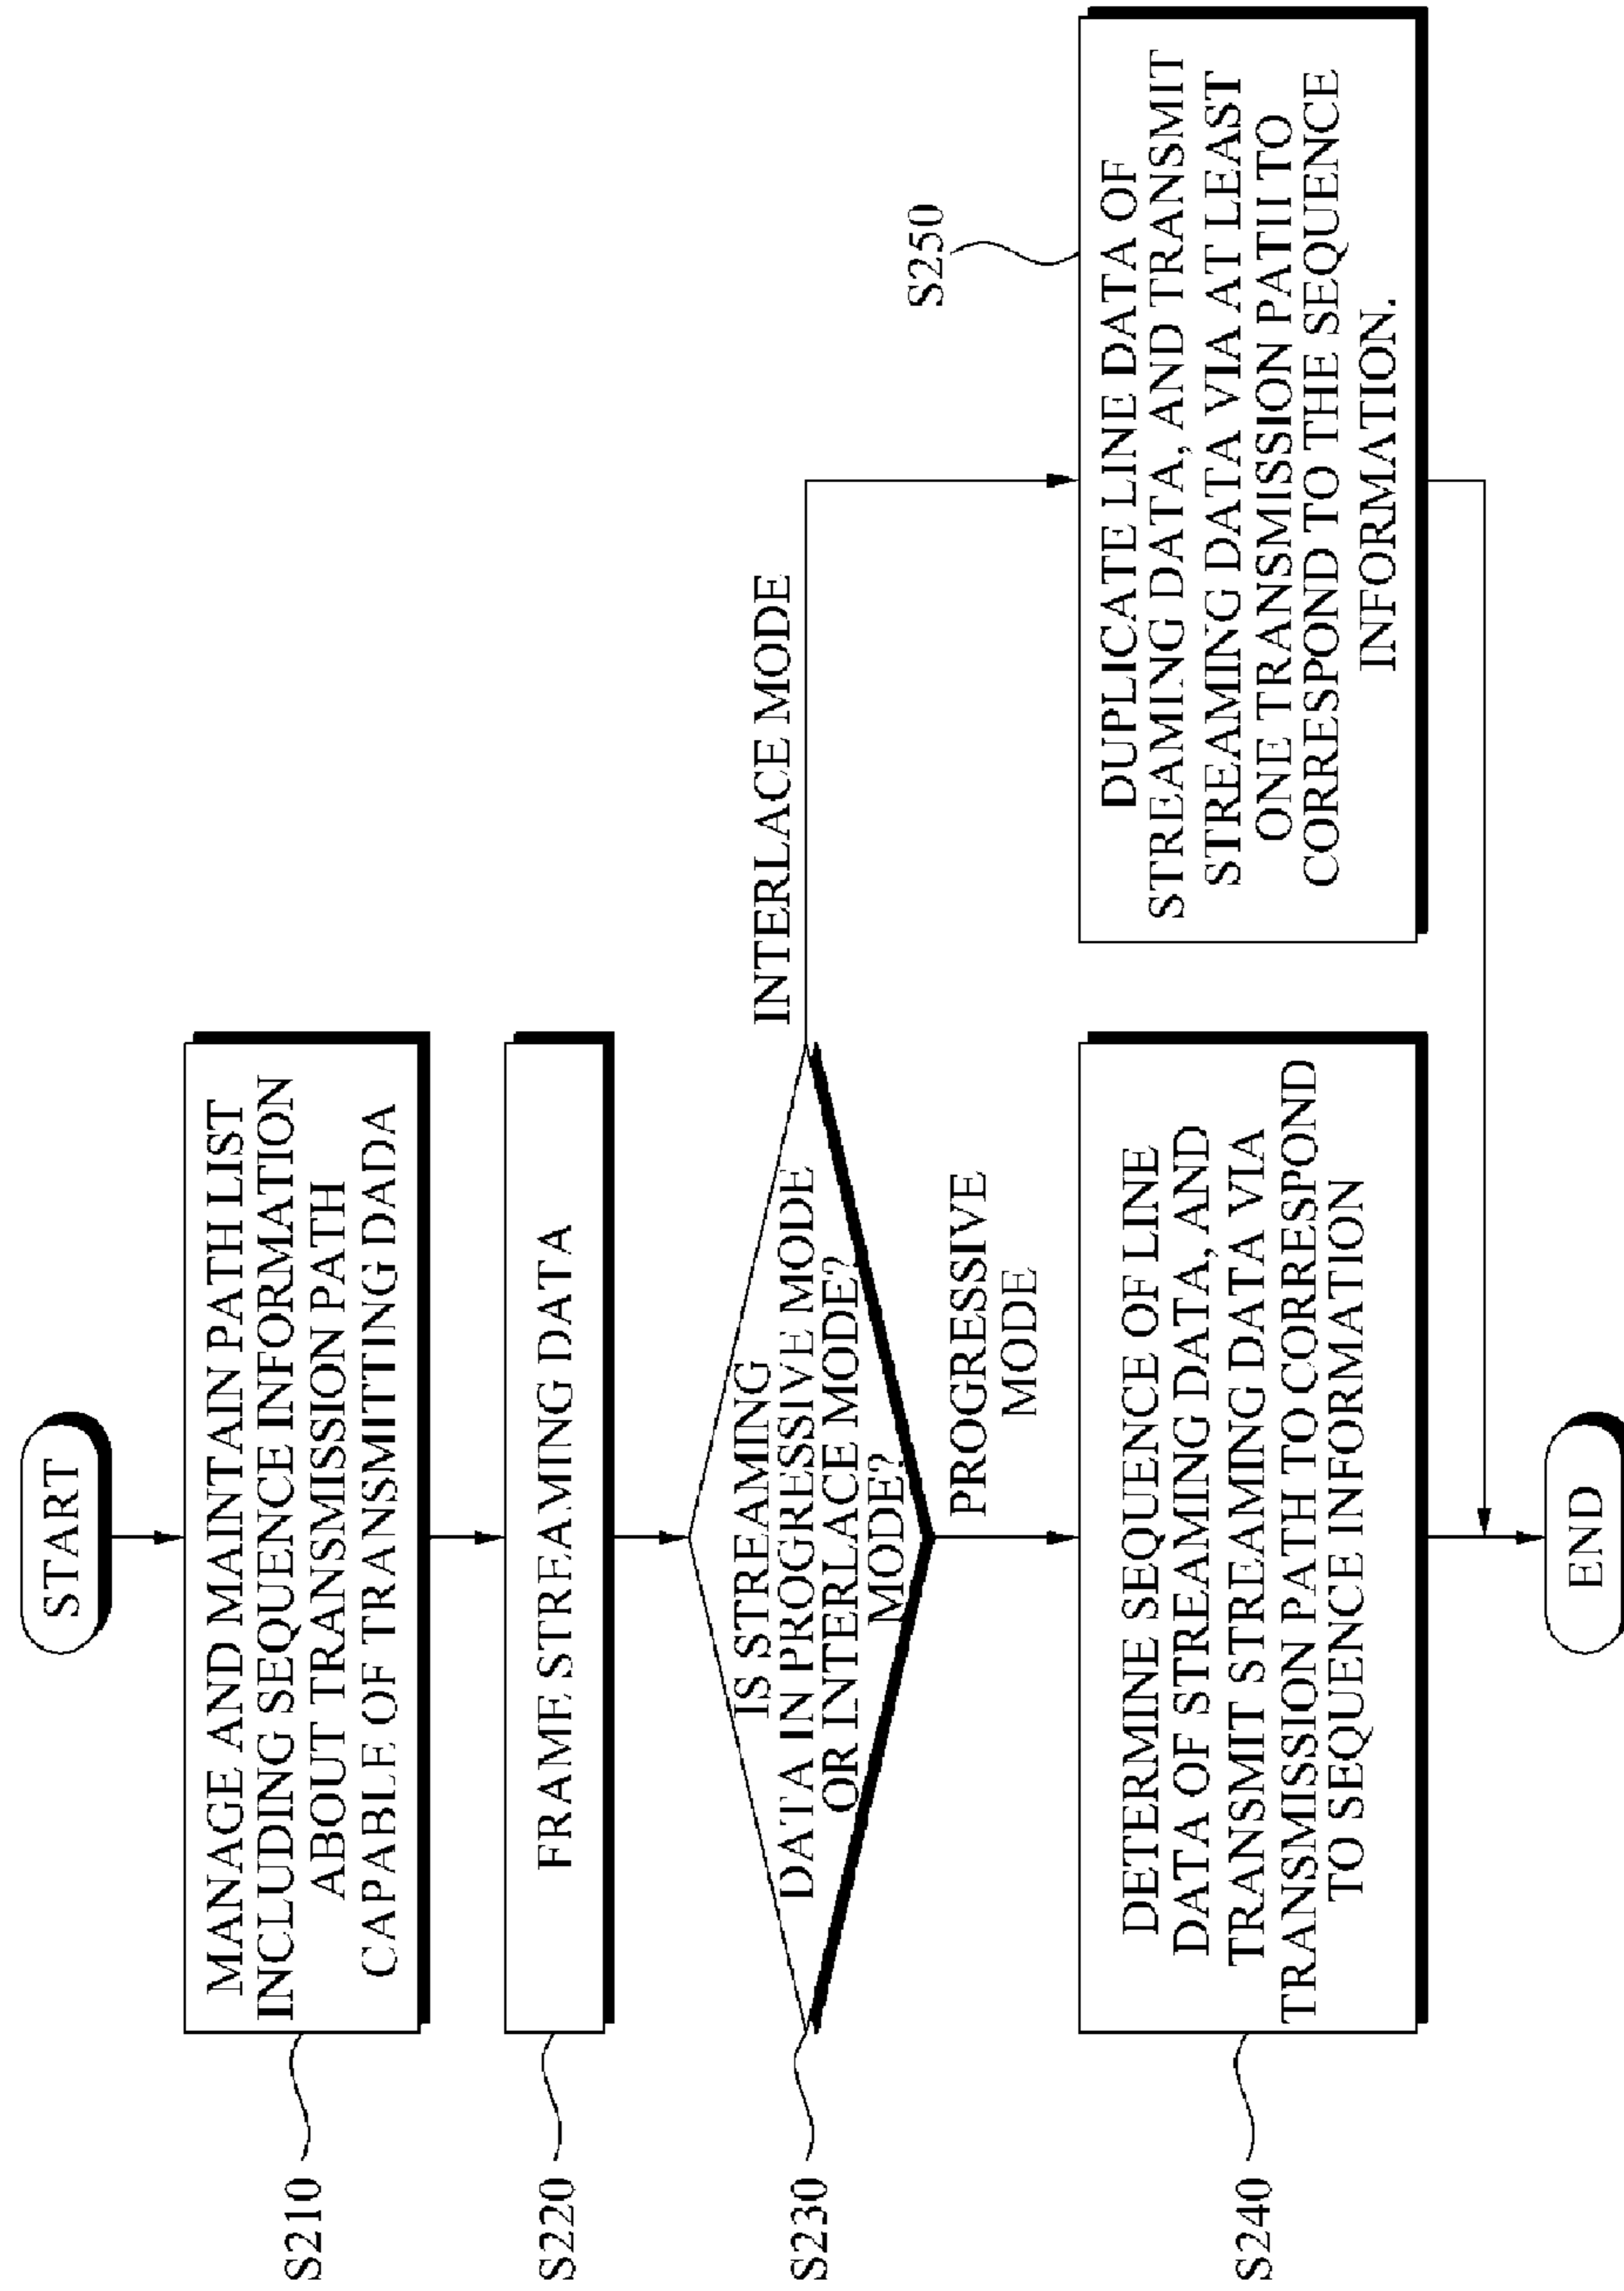 START
S210
MANAGE AND MAINTAIN PATH LIST
INCLUDING SEQUENCE INFORMATION
ABOUT TRANSMISSION PATH
CAPABLE OF TRANSMITTING DADA
S220
FRAME STREAMING DATA
S230
IS STREAMING
DATA IN PROGRESSIVE MODE
OR INTERLACE MODE?
MODE?
INTERLACE MODE
PROGRESSIVE
MODE
S240
DETERMINE SEQUENCE OF LINE
DATA OF STREAMING DATA, AND
TRANSMIT STREAMING DATA VIA
TRANSMISSION PATH TO CORRESPOND
TO SEQUENCE INFORMATION
S250
DUPLICATE LINE DATA OF
STREAMING DATA, AND TRANSMIT
STREAMING DATA VIA AT LEAST
ONE TRANSMISSION PATII TO
CORRESPOND TO THE SEQUENCE
INFORMATION.
END